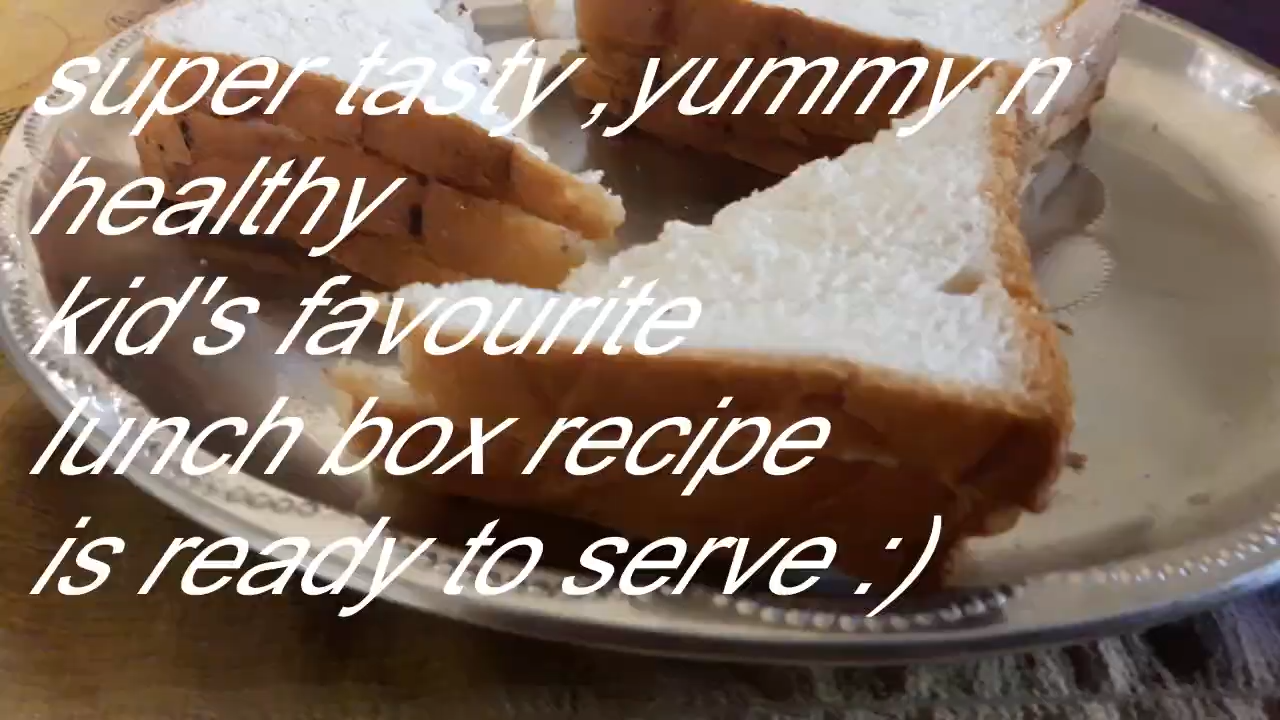 super tasty ,yummy n
healthy
kid's favourite
lunch box recipe
is ready to serve :)